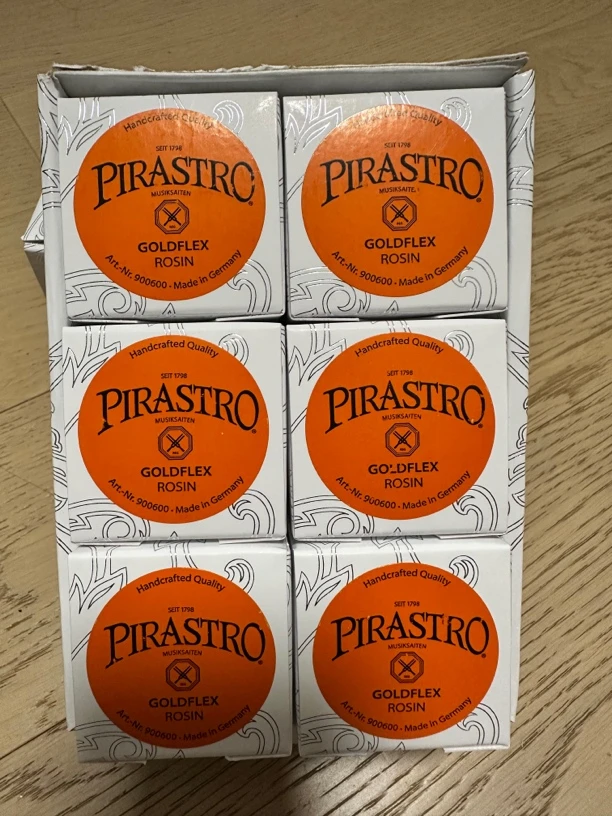 Handcrafted Quality
SEIT 1798
PIRASTRO®
MUSIKSAITEN
GOLDFLEX
ROSIN
Art.-Nr. 900600 - Made in Germany
Handcrafted Quality
SEIT 1798
PIRASTRO®
MUSIKSAITEN
GOLDFLEX
ROSIN
Art.-Nr. 900600 - Made in Germany
Handcrafted Quality
SEIT 1798
PIRASTRO®
MUSIKSAITEN
GOLDFLEX
ROSIN
Art.-Nr. 900600 - Made in Germany
Handcrafted Quality
SEIT 1798
PIRASTRO®
MUSIKSAITEN
GOLDFLEX
ROSIN
Art.-Nr. 900600 - Made in Germany
Handcrafted Quality
SEIT 1798
PIRASTRO®
MUSIKSAITEN
GOLDFLEX
ROSIN
Art.-Nr. 900600 - Made in Germany
Handcrafted Quality
SEIT 1798
PIRASTRO®
MUSIKSAITEN
GOLDFLEX
ROSIN
Art.-Nr. 900600 - Made in Germany